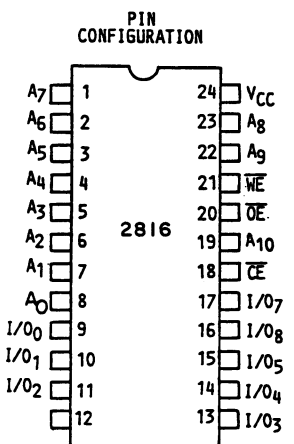 PIN
CONFIGURATION
A7 1 24 VCC
A6 2 23 A8
A5 3 22 A9
A4 4 21 WE
A3 5 20 OE
A2 6 2816 19 A10
A1 7 18 CE
A0 8 17 I/O7
I/O0 9 16 I/O8
I/O1 10 15 I/O5
I/O2 11 14 I/O4
12 13 I/O3